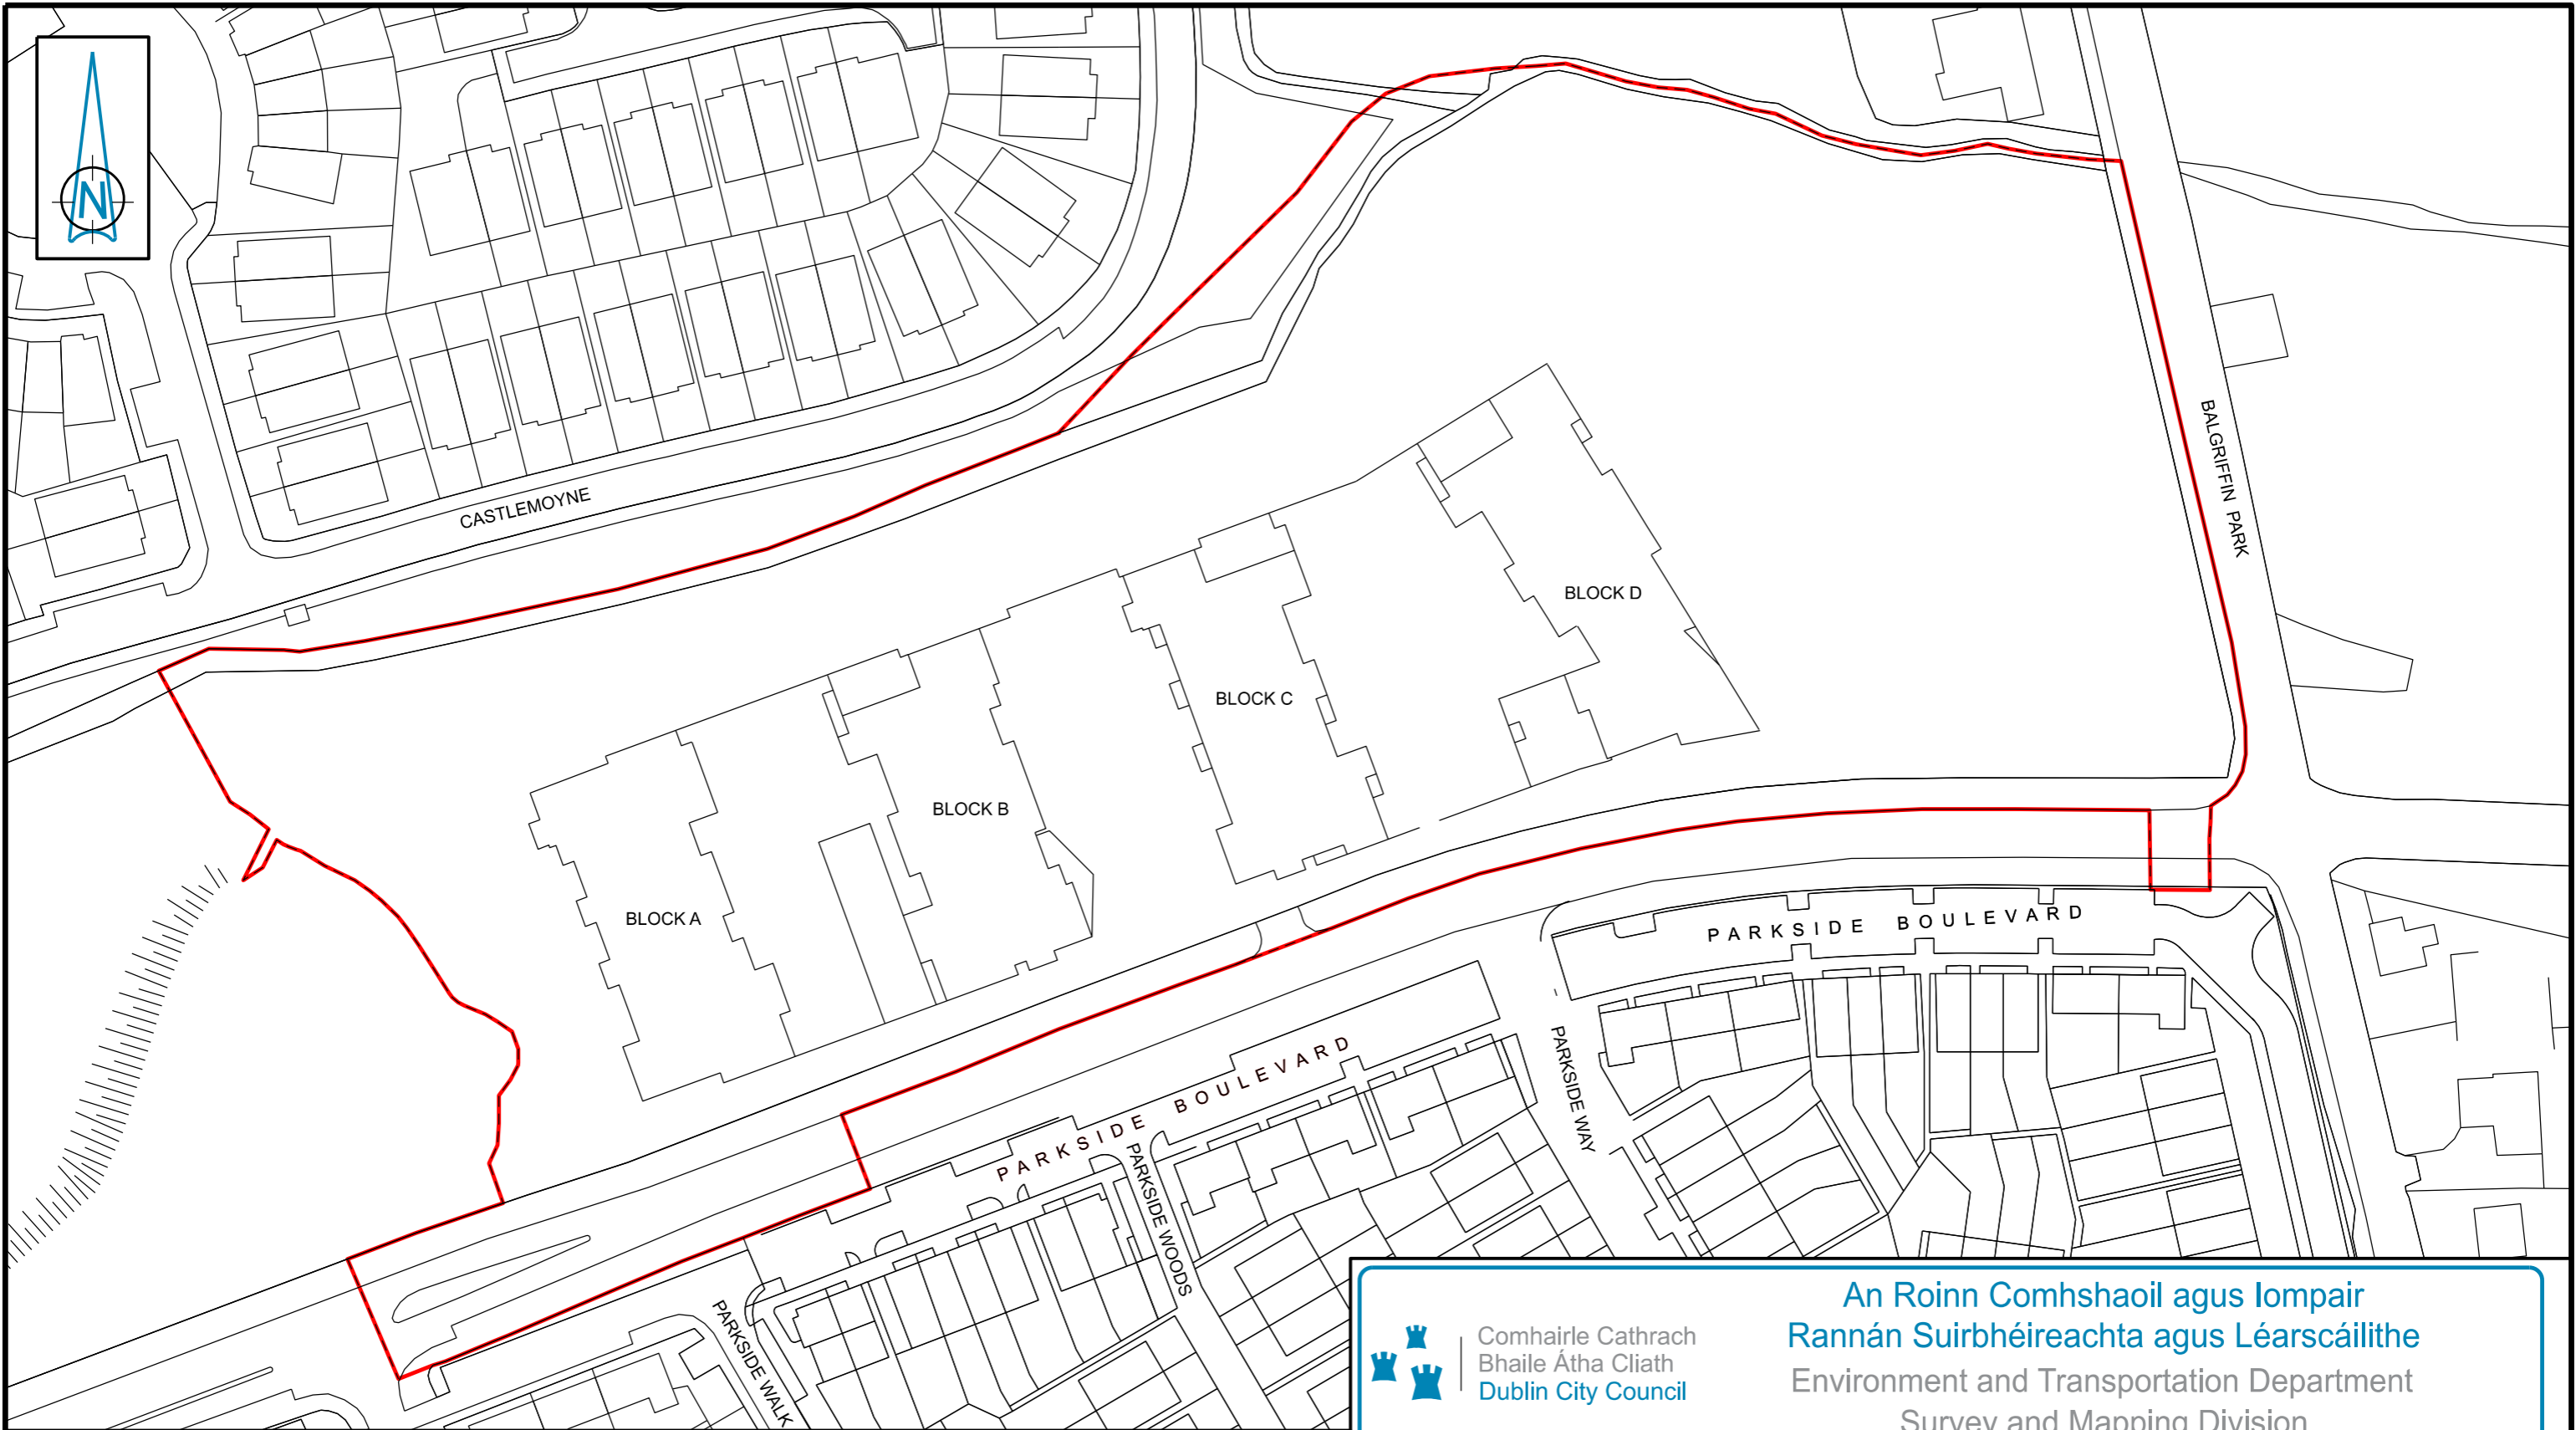 N
CASTLEMOYNE
BALGRIFFIN PARK
BLOCK D
BLOCK C
BLOCK B
BLOCK A
PARKSIDE BOULEVARD
PARKSIDE BOULEVARD
PARKSIDE WAY
PARKSIDE WOODS
PARKSIDE WALK
Comhairle Cathrach
Bhaile Átha Cliath
Dublin City Council
An Roinn Comhshaoil agus Iompair
Rannán Suirbhéireachta agus Léarscáilithe
Environment and Transportation Department
Survey and Mapping Division